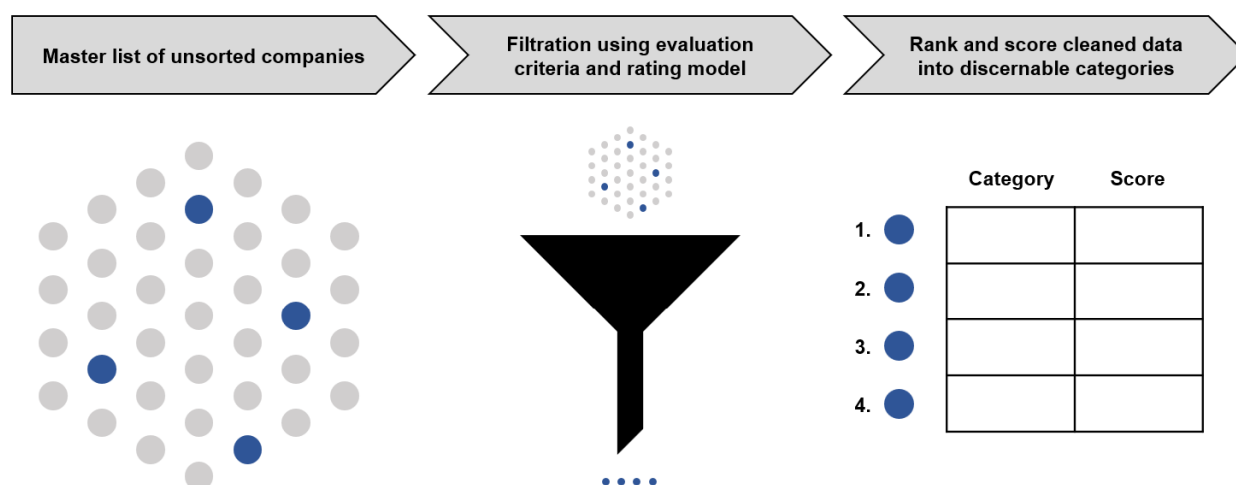 Master list of unsorted companies
Filtration using evaluation
criteria and rating model
Rank and score cleaned data
into discernable categories
Category Score
1.
2.
3.
4.